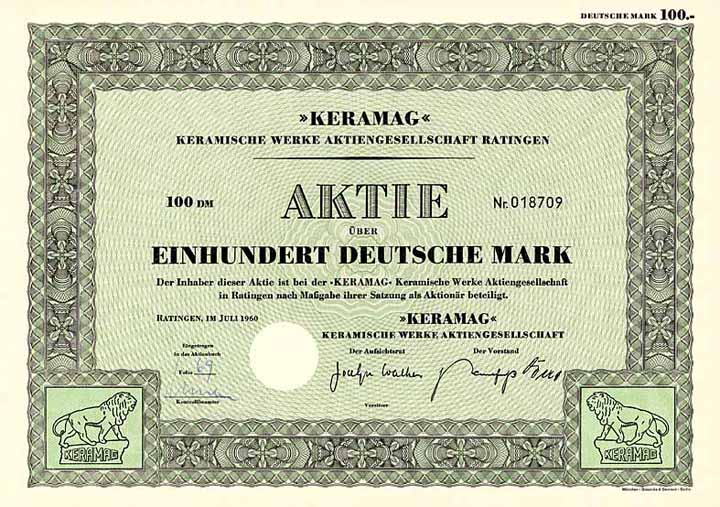 DEUTSCHE MARK 100.-
»KERAMAG«
KERAMISCHE WERKE AKTIENGESELLSCHAFT RATINGEN
100 DM
AKTIE
Nr. 018709
ÜBER
EINHUNDERT DEUTSCHE MARK
Der Inhaber dieser Aktie ist bei der »KERAMAG« Keramische Werke Aktiengesellschaft
in Ratingen nach Maßgabe ihrer Satzung als Aktionär beteiligt.
RATINGEN, IM JULI 1960
»KERAMAG«
KERAMISCHE WERKE AKTIENGESELLSCHAFT
Eingetragen
in das Aktienbuch
Folio 69
Kontrollbeamter
Der Aufsichtsrat
Der Vorstand
Vorsitzer
KERAMAG
KERAMAG